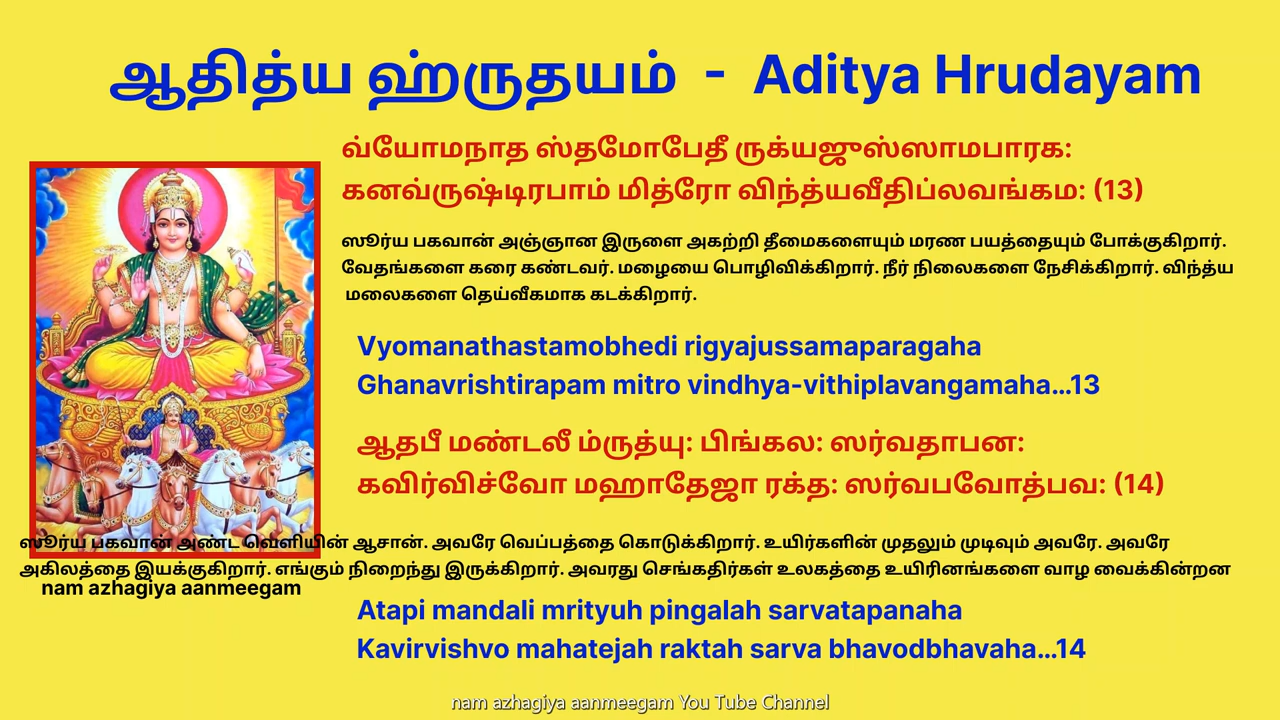 ஆதித்ய ஹ்ருதயம் - Aditya Hrudayam
வ்யோமநாத ஸ்தமோபேதீ ருக்யஜுஸ்ஸாமபாரக:
கனவ்ருஷ்டிரபாம் மித்ரோ விந்த்யவீதிப்லவங்கம: (13)
ஸூர்ய பகவான் அஞ்ஞான இருளை அகற்றி தீமைகளையும் மரண பயத்தையும் போக்குகிறார்.
வேதங்களை கரை கண்டவர். மழையை பொழிவிக்கிறார். நீர் நிலைகளை நேசிக்கிறார். விந்த்ய
மலைகளை தெய்வீகமாக கடக்கிறார்.
Vyomanathastamobhedi rigyajussamaparagaha
Ghanavrishtirapam mitro vindhya-vithiplavangamaha...13
ஆதபீ மண்டலீ ம்ருத்யு: பிங்கல: ஸர்வதாபன:
கவிர்விச்வோ மஹாதேஜா ரக்த: ஸர்வபவோத்பவ: (14)
ஸூர்ய பகவான் அண்ட வெளியின் ஆசான். அவரே வெப்பத்தை கொடுக்கிறார். உயிர்களின் முதலும் முடிவும் அவரே. அவரே
அகிலத்தை இயக்குகிறார். எங்கும் நிறைந்து இருக்கிறார். அவரது செங்கதிர்கள் உலகத்தை உயிரினங்களை வாழ வைக்கின்றன
nam azhagiya aanmeegam
Atapi mandali mrityuh pingalah sarvatapanaha
Kavirvishvo mahatejah raktah sarva bhavodbhavaha...14
nam azhagiya aanmeegam You Tube Channel